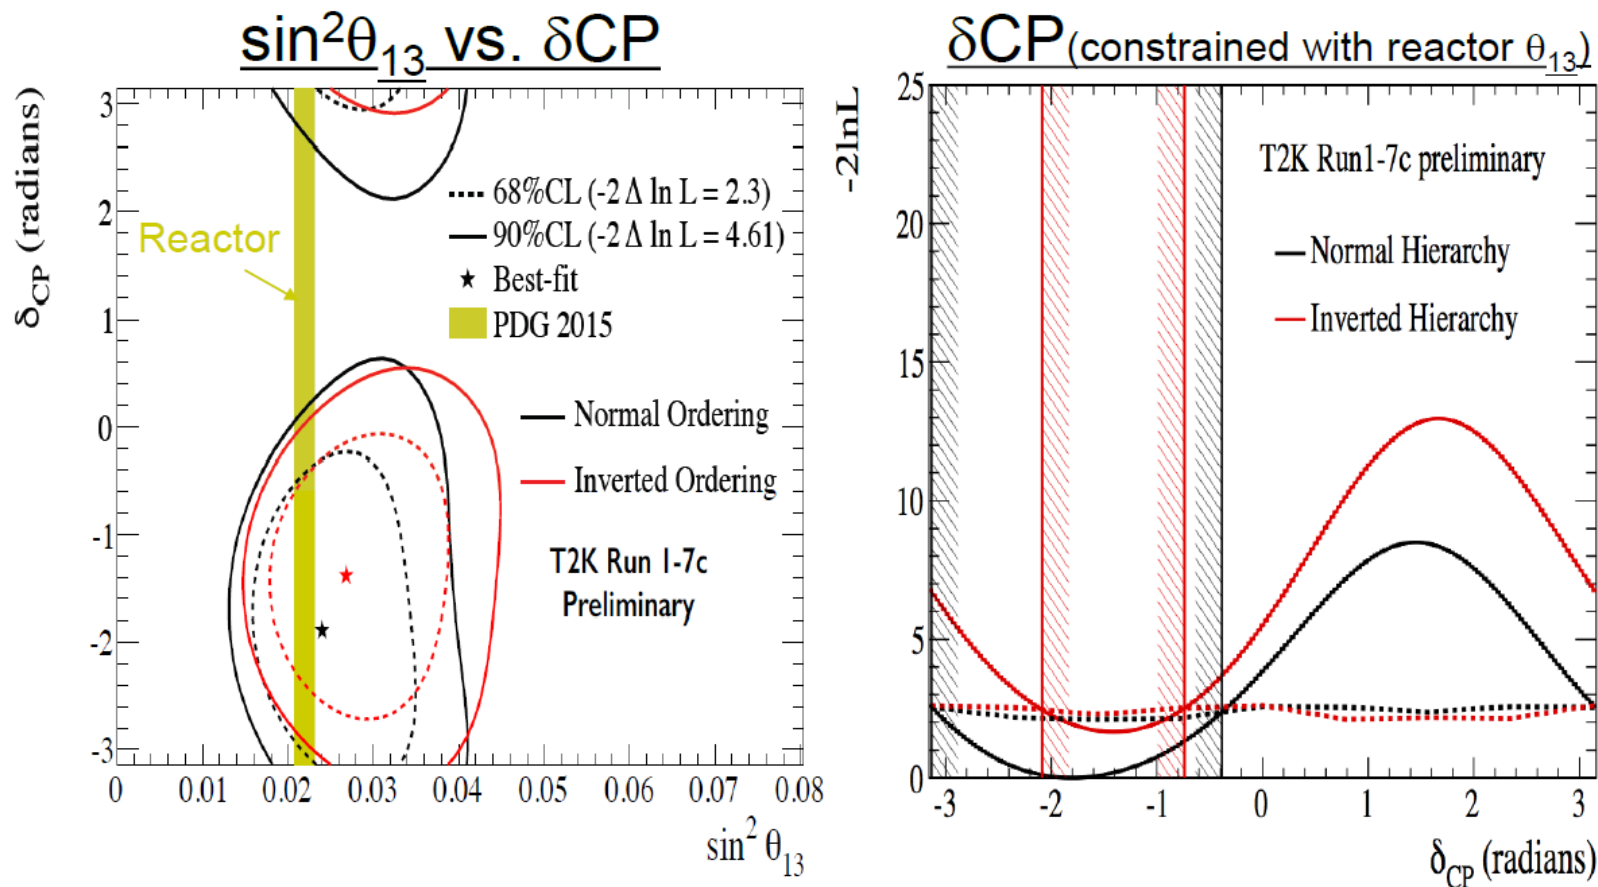 sin²θ₁₃ vs. δCP
δCP (constrained with reactor θ₁₃)
δCP (radians)
3
2
1
0
-1
-2
-3
0
0.01
0.02
0.03
0.04
0.05
0.06
0.07
0.08
sin² θ₁₃
Reactor
68%CL (-2 Δ ln L = 2.3)
90%CL (-2 Δ ln L = 4.61)
Best-fit
PDG 2015
Normal Ordering
Inverted Ordering
T2K Run 1-7c
Preliminary
-2lnL
25
20
15
10
5
0
-3
-2
-1
0
1
2
3
δCP (radians)
T2K Run1-7c preliminary
Normal Hierarchy
Inverted Hierarchy